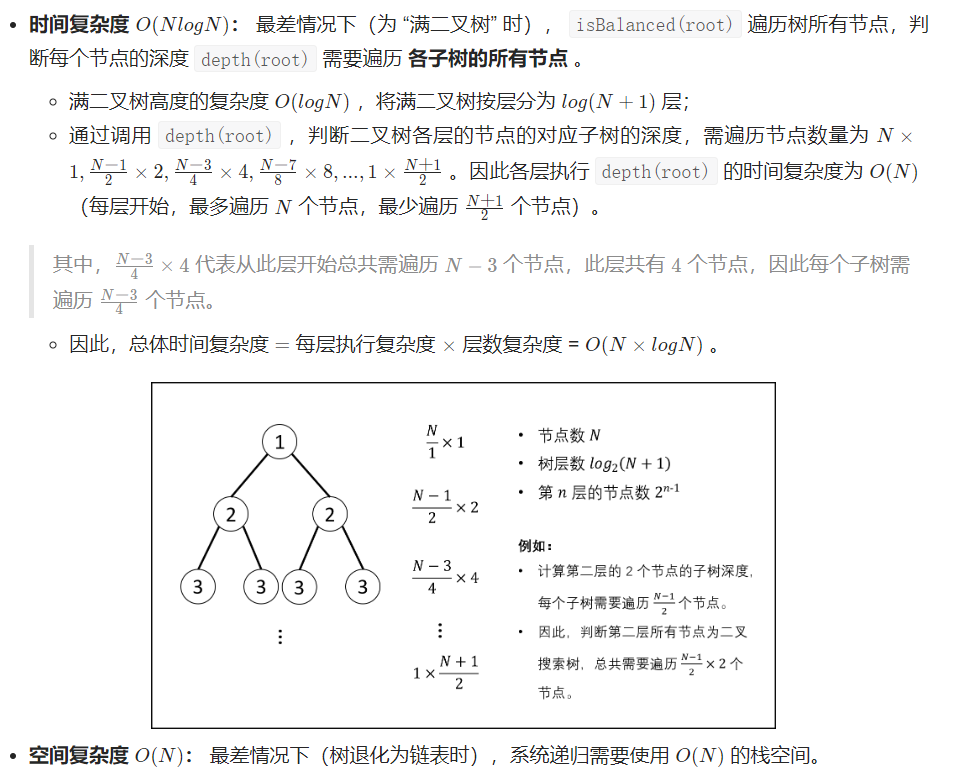 • 时间复杂度 O(NlogN)： 最差情况下（为 “满二叉树” 时）， isBalanced(root) 遍历树所有节点，判
断每个节点的深度 depth(root) 需要遍历 各子树的所有节点 。
◦ 满二叉树高度的复杂度 O(logN) ，将满二叉树按层分为 log(N + 1) 层；
◦ 通过调用 depth(root) ，判断二叉树各层的节点的对应子树的深度，需遍历节点数量为 N ×
1, \frac{N-1}{2} × 2, \frac{N-3}{4} × 4, \frac{N-7}{8} × 8, ..., 1 × \frac{N+1}{2} 。因此各层执行 depth(root) 的时间复杂度为 O(N)
（每层开始，最多遍历 N 个节点，最少遍历 \frac{N+1}{2} 个节点）。
其中，\frac{N-3}{4} × 4 代表从此层开始总共需遍历 N − 3 个节点，此层共有 4 个节点，因此每个子树需
遍历 \frac{N-3}{4} 个节点。
◦ 因此，总体时间复杂度 = 每层执行复杂度 × 层数复杂度 = O(N × logN) 。
1
2 2
3 3 3 3
⋮
\frac{N}{1} × 1
\frac{N-1}{2} × 2
\frac{N-3}{4} × 4
⋮
1 × \frac{N+1}{2}
• 节点数 N
• 树层数 log₂(N + 1)
• 第 n 层的节点数 2ⁿ⁻¹
例如：
• 计算第二层的 2 个节点的子树深度，
每个子树需要遍历 \frac{N-1}{2} 个节点。
• 因此，判断第二层所有节点为二叉
搜索树，总共需要遍历 \frac{N-1}{2} × 2 个
节点。
• 空间复杂度 O(N)： 最差情况下（树退化为链表时），系统递归需要使用 O(N) 的栈空间。